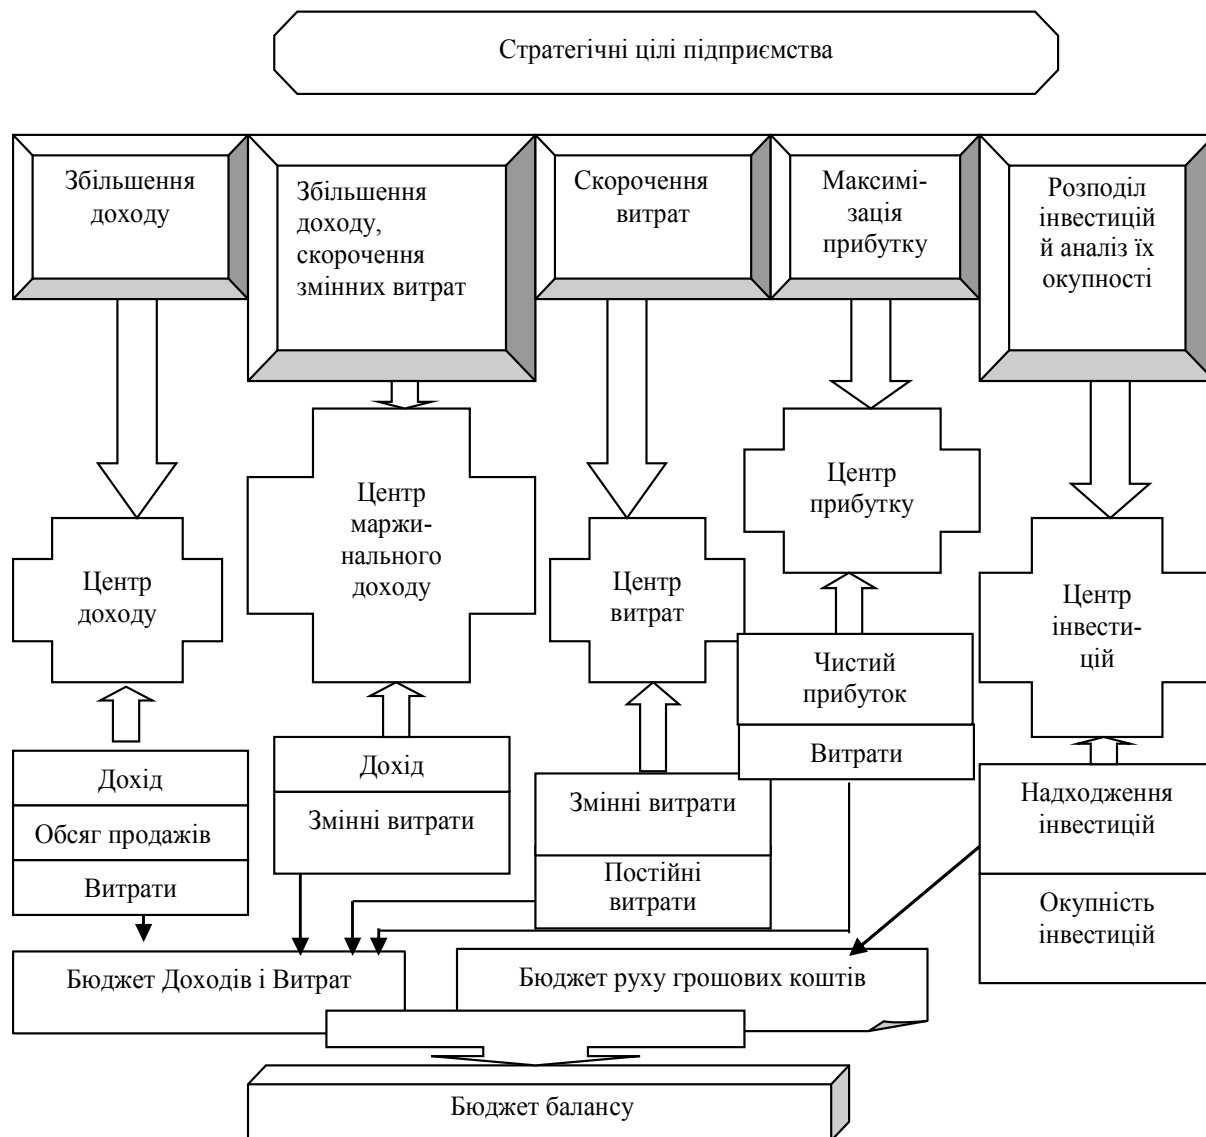 Стратегічні цілі підприємства
Збільшення
доходу
Збільшення
доходу,
скорочення
змінних витрат
Скорочення
витрат
Максимі-
зація
прибутку
Розподіл
інвестицій
й аналіз їх
окупності
Центр
доходу
Центр
маржи-
нального
доходу
Центр
витрат
Центр
прибутку
Центр
інвести-
цій
Дохід
Обсяг продажів
Витрати
Дохід
Змінні витрати
Змінні витрати
Постійні
витрати
Чистий
прибуток
Витрати
Надходження
інвестицій
Окупність
інвестицій
Бюджет Доходів і Витрат
Бюджет руху грошових коштів
Бюджет балансу